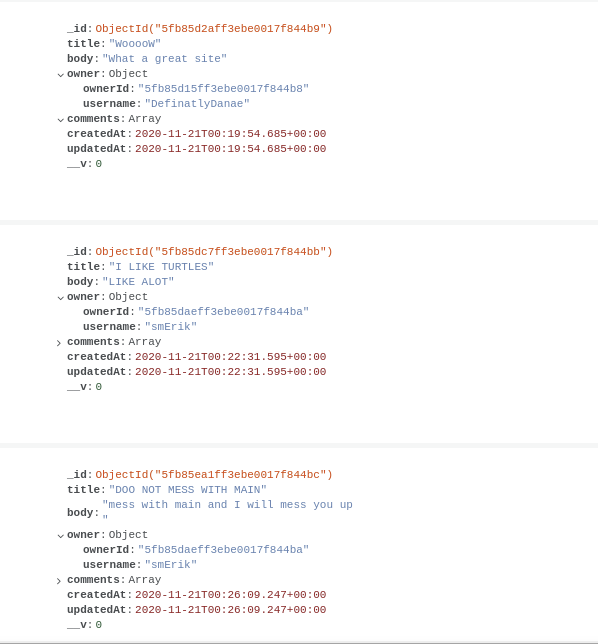 _id: ObjectId("5fb85d2aff3ebe0017f844b9")
title: "WooooW"
body: "What a great site"
owner: Object
ownerId: "5fb85d15ff3ebe0017f844b8"
username: "DefinatlyDanae"
comments: Array
createdAt: 2020-11-21T00:19:54.685+00:00
updatedAt: 2020-11-21T00:19:54.685+00:00
__v: 0
_id: ObjectId("5fb85dc7ff3ebe0017f844bb")
title: "I LIKE TURTLES"
body: "LIKE ALOT"
owner: Object
ownerId: "5fb85daeff3ebe0017f844ba"
username: "smErik"
comments: Array
createdAt: 2020-11-21T00:22:31.595+00:00
updatedAt: 2020-11-21T00:22:31.595+00:00
__v: 0
_id: ObjectId("5fb85ea1ff3ebe0017f844bc")
title: "DOO NOT MESS WITH MAIN"
body: "mess with main and I will mess you up
"
owner: Object
ownerId: "5fb85daeff3ebe0017f844ba"
username: "smErik"
comments: Array
createdAt: 2020-11-21T00:26:09.247+00:00
updatedAt: 2020-11-21T00:26:09.247+00:00
__v: 0